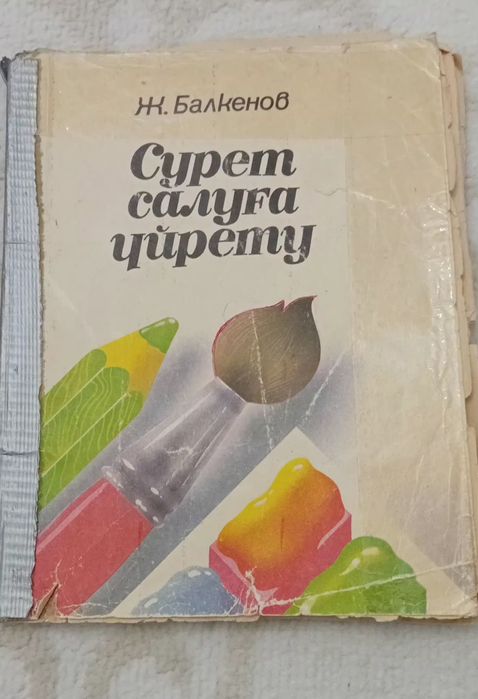 Ж. Балкенов
Сурет
салуға
үйрету